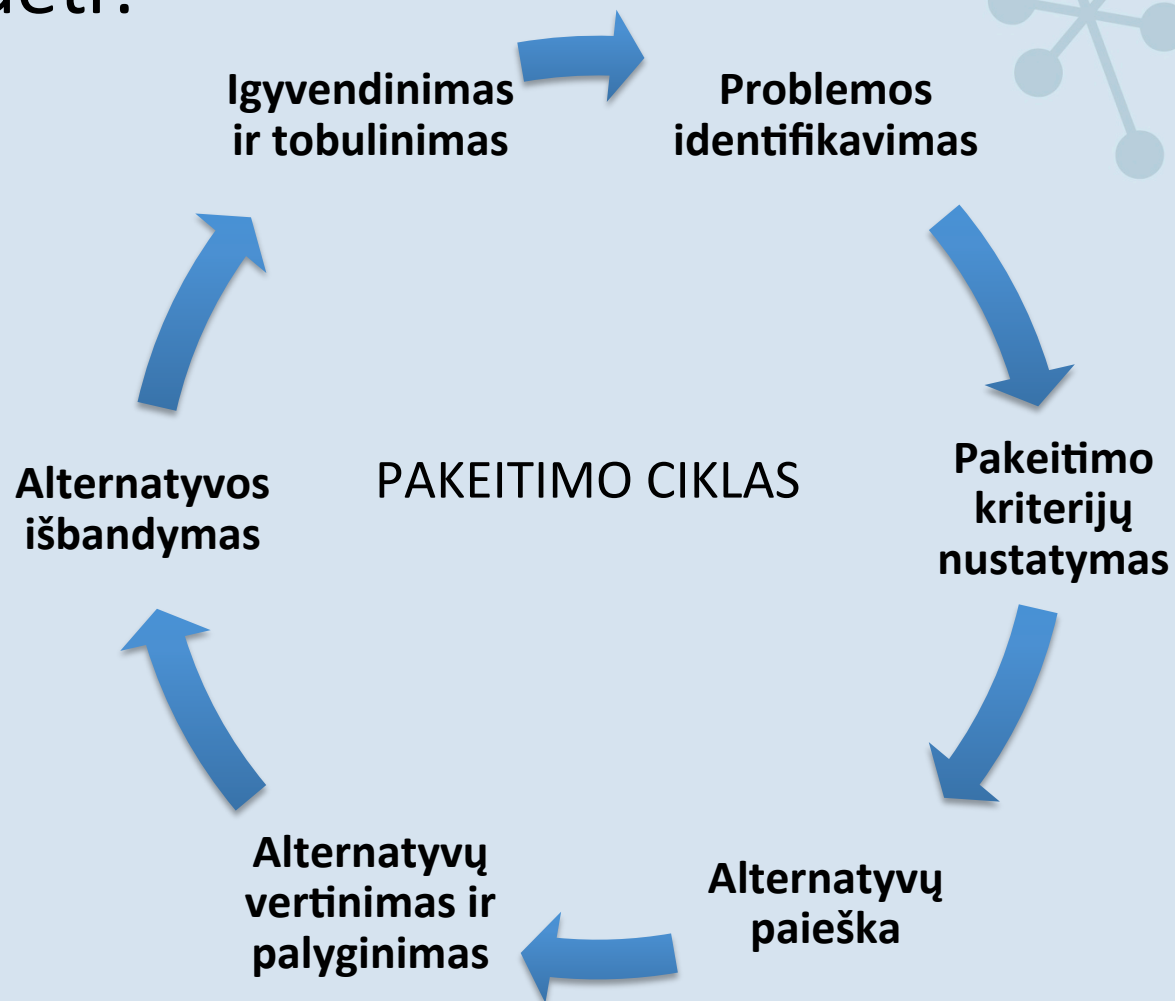 Igyvendinimas
ir tobulinimas
Problemos
identifikavimas
Pakeitimo
kriterijų
nustatymas
Alternatyvų
paieška
Alternatyvų
vertinimas ir
palyginimas
Alternatyvos
išbandymas
PAKEITIMO CIKLAS